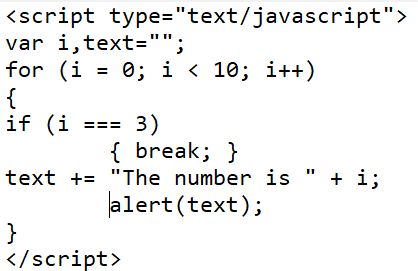 <script type="text/javascript">
var i,text="";
for (i = 0; i < 10; i++)
{
if (i === 3)
{ break; }
text += "The number is " + i;
alert(text);
}
</script>